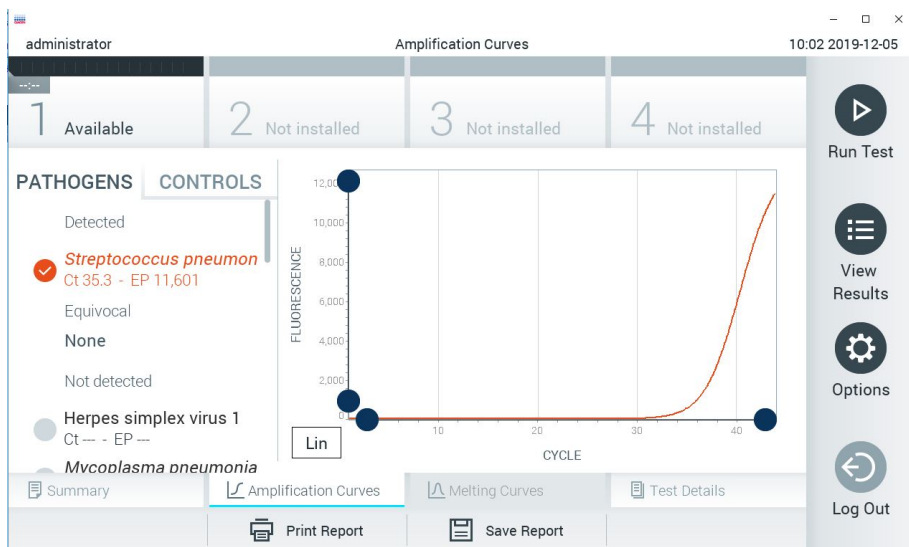 administrator
Amplification Curves
10:02 2019-12-05
--:--
1 Available
2 Not installed
3 Not installed
4 Not installed
Run Test
PATHOGENS CONTROLS
Detected
Streptococcus pneumon
Ct 35.3 - EP 11,601
Equivocal
None
Not detected
Herpes simplex virus 1
Ct --- - EP ---
Mycoplasma pneumonia
FLUORESCENCE
12,00
10,000
8,000
6,000
4,000
2,000
0
10 20 30 40
CYCLE
Lin
View
Results
Options
Log Out
Summary
Amplification Curves
Melting Curves
Test Details
Print Report
Save Report